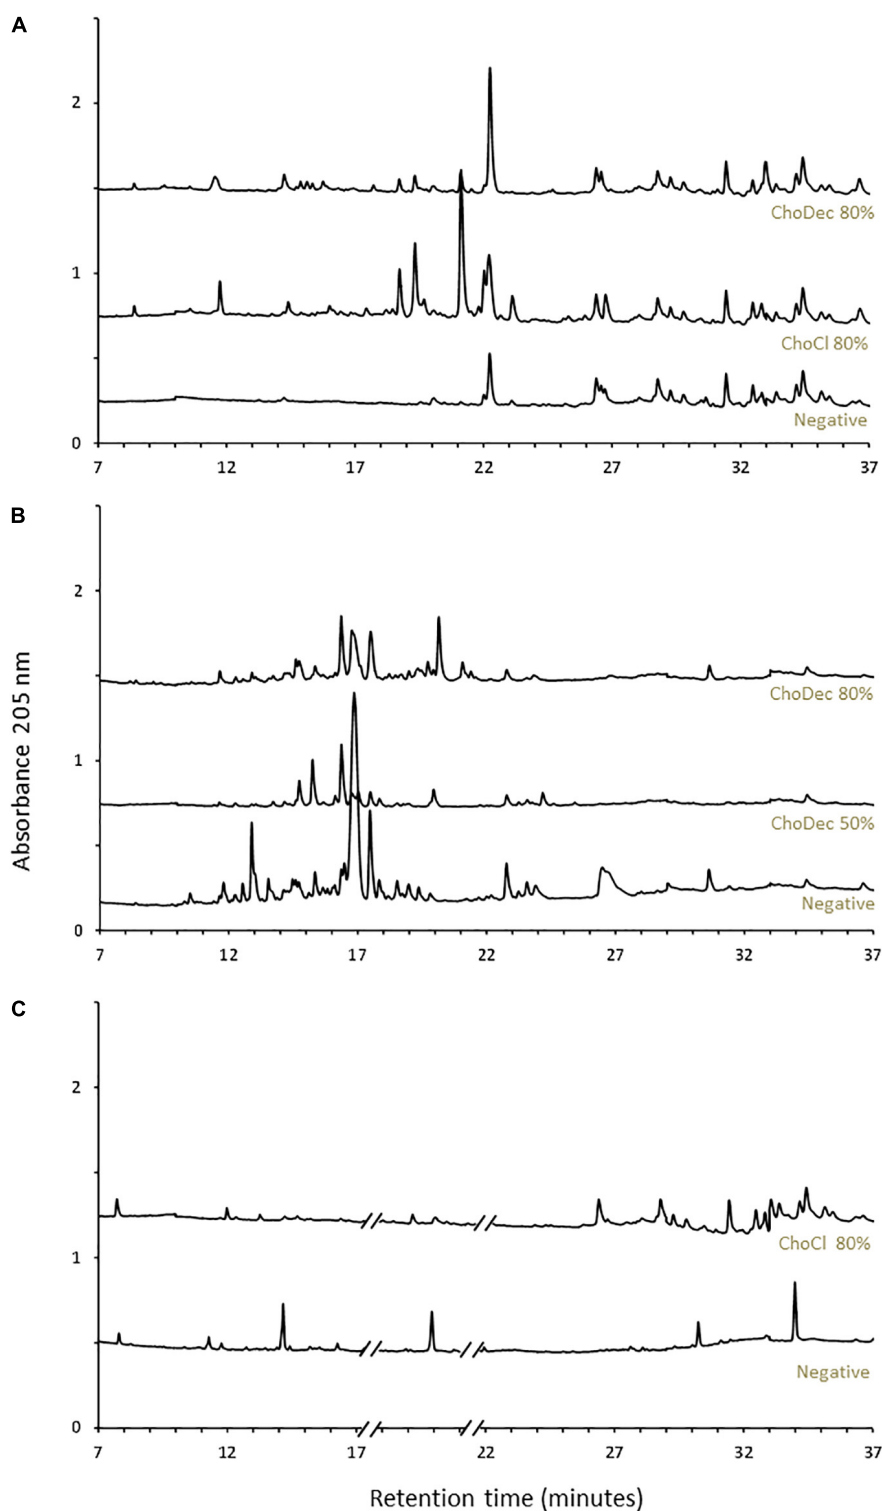 A
2
ChoDec 80%
1
ChoCl 80%
Negative
0
7 12 17 22 27 32 37
B
2
ChoDec 80%
1
ChoDec 50%
Negative
0
7 12 17 22 27 32 37
Absorbance 205 nm
C
2
ChoCl 80%
1
Negative
0
7 12 17 22 27 32 37
Retention time (minutes)